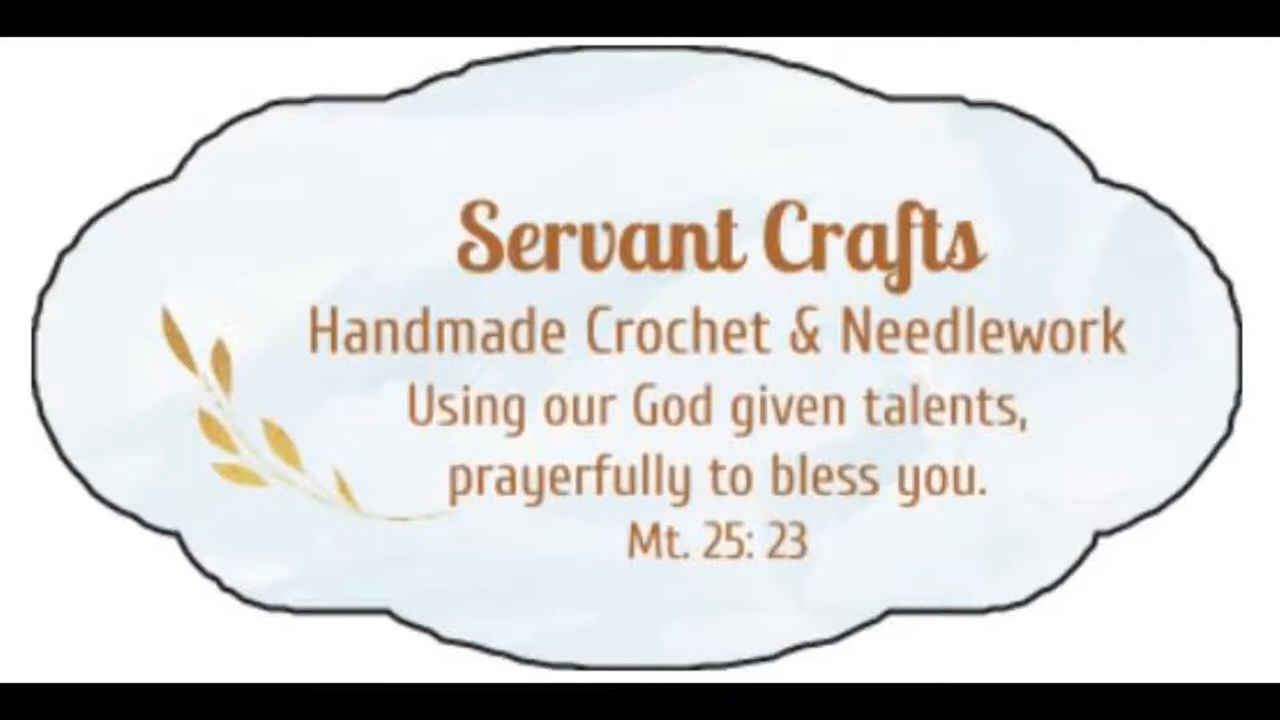 Servant Crafts
Handmade Crochet & Needlework
Using our God given talents,
prayerfully to bless you.
Mt. 25: 23